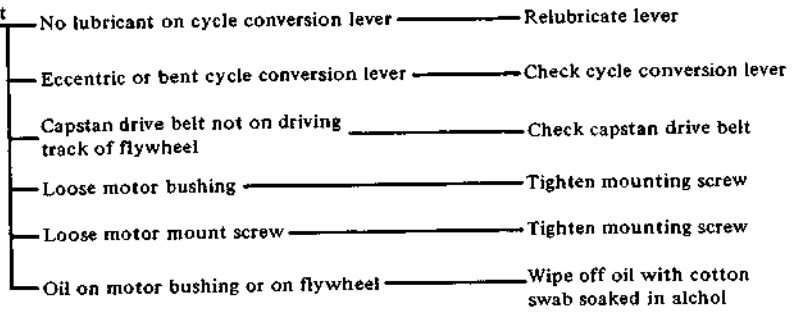 t
No lubricant on cycle conversion lever Relubricate lever
Eccentric or bent cycle conversion lever Check cycle conversion lever
Capstan drive belt not on driving
track of flywheel
Check capstan drive belt
Loose motor bushing Tighten mounting screw
Loose motor mount screw Tighten mounting screw
Oil on motor bushing or on flywheel
Wipe off oil with cotton
swab soaked in alchol